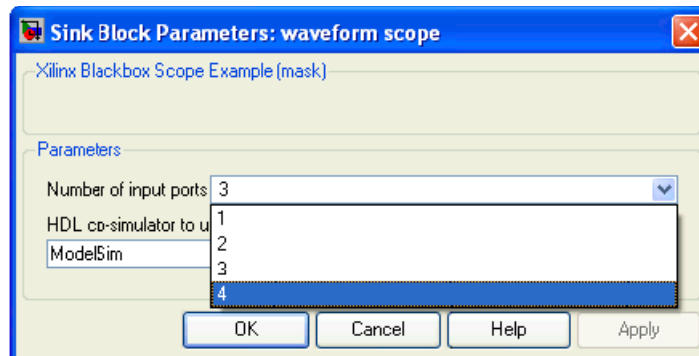 Sink Block Parameters: waveform scope
Xilinx Blackbox Scope Example (mask)
Parameters
Number of input ports 3
1
HDL co-simulator to u
2
ModelSim
3
4
OK Cancel Help Apply